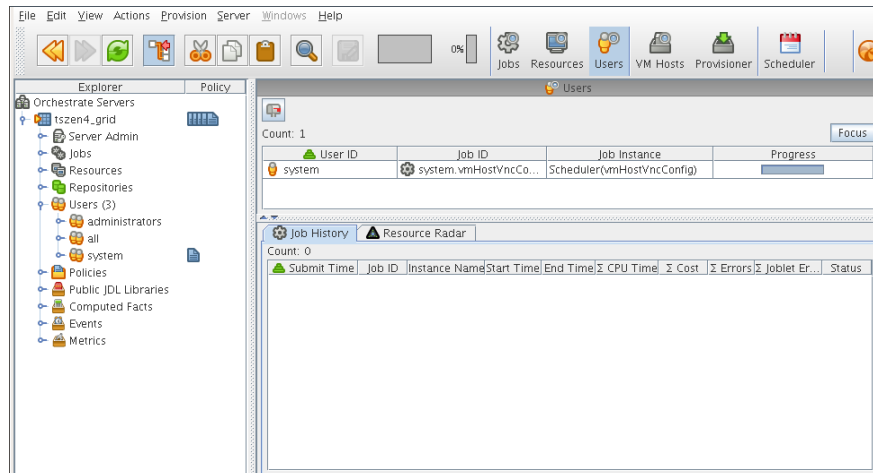 File Edit View Actions Provision Server Windows Help
0%
Jobs Resources Users VM Hosts Provisioner Scheduler
Explorer Policy
Orchestrate Servers
tszen4_grid
Server Admin
Jobs
Resources
Repositories
Users (3)
administrators
all
system
Policies
Public JDL Libraries
Computed Facts
Events
Metrics
Users
Count: 1
Focus
User ID Job ID Job Instance Progress
system system.vmHostVncCo... Scheduler(vmHostVncConfig)
Job History Resource Radar
Count: 0
Submit Time Job ID Instance Name Start Time End Time Σ CPU Time Σ Cost Σ Errors Σ Joblet Er... Status